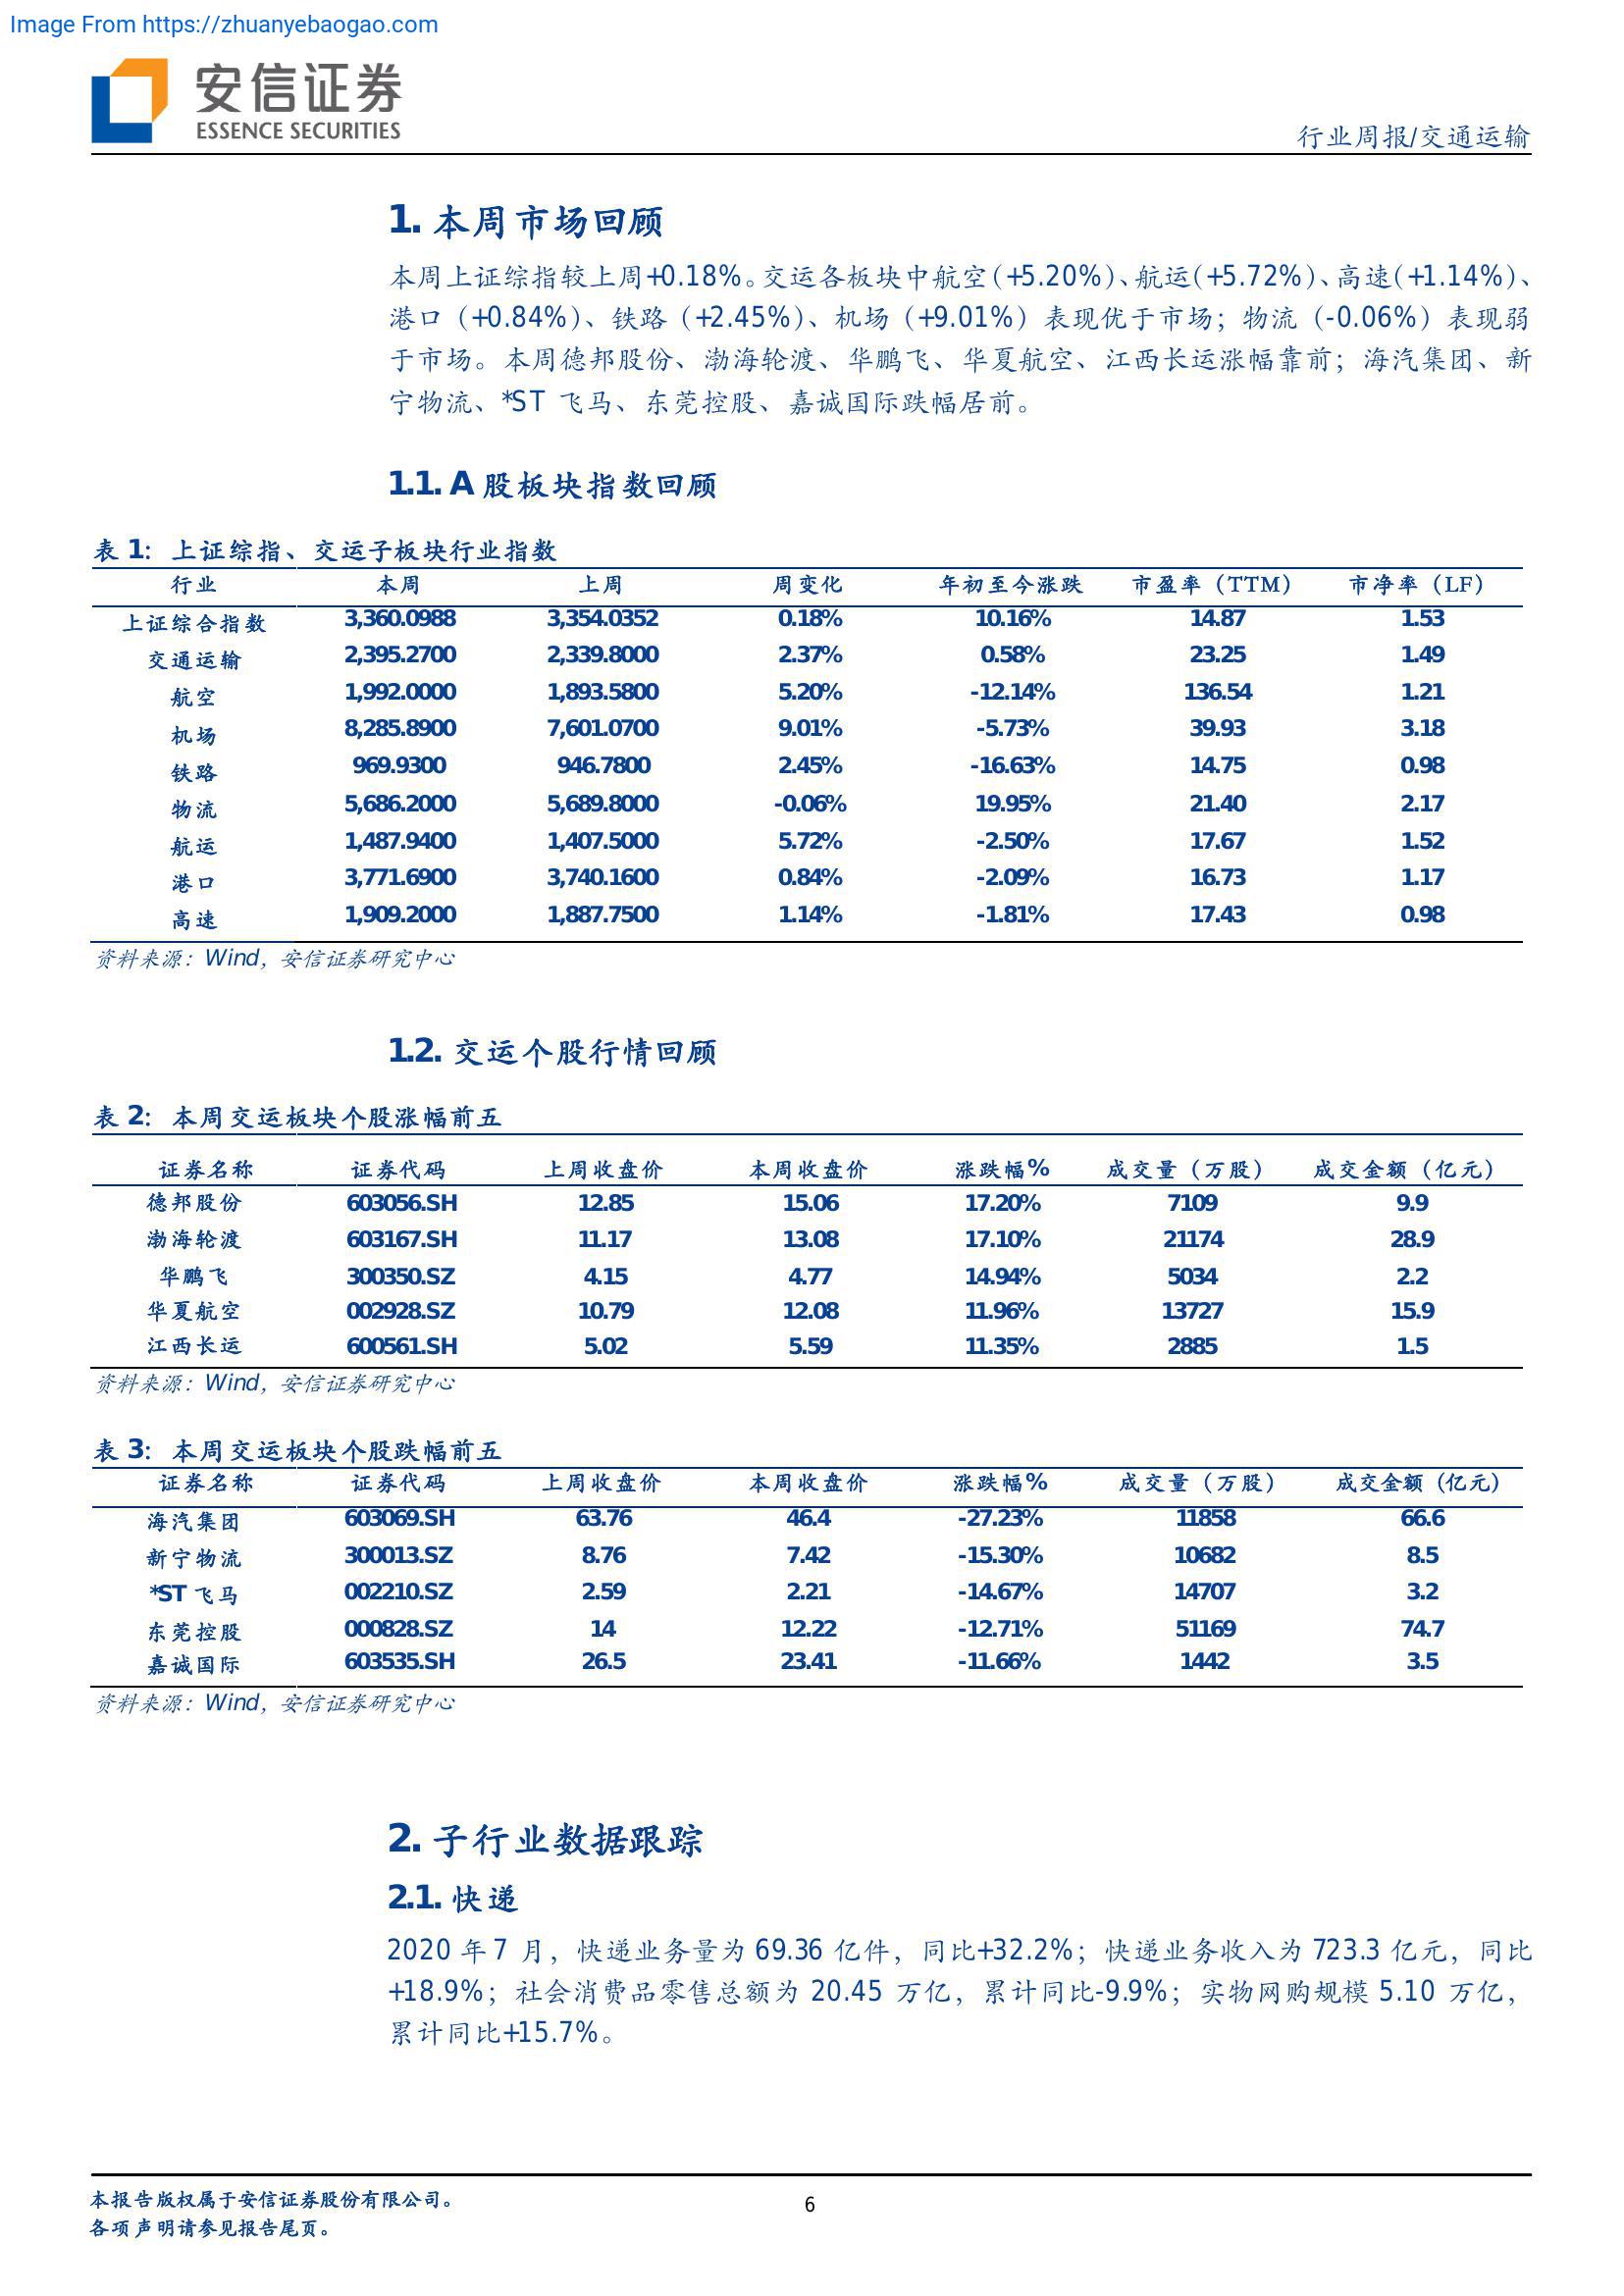 Image From https://zhuanyebaogao.com
安信证券
ESSENCE SECURITIES
行业周报/交通运输
1. 本周市场回顾
本周上证综指较上周+0.18%。交运各板块中航空（+5.20%）、航运（+5.72%）、高速（+1.14%）、
港口（+0.84%）、铁路（+2.45%）、机场（+9.01%）表现优于市场；物流（-0.06%）表现弱
于市场。本周德邦股份、渤海轮渡、华鹏飞、华夏航空、江西长运涨幅靠前；海汽集团、新
宁物流、*ST 飞马、东莞控股、嘉诚国际跌幅居前。
1.1. A 股板块指数回顾
表 1： 上证综指、交运子板块行业指数
行业 本周 上周 周变化 年初至今涨跌 市盈率（TTM） 市净率（LF）
上证综合指数 3,360.0988 3,354.0352 0.18% 10.16% 14.87 1.53
交通运输 2,395.2700 2,339.8000 2.37% 0.58% 23.25 1.49
航空 1,992.0000 1,893.5800 5.20% -12.14% 136.54 1.21
机场 8,285.8900 7,601.0700 9.01% -5.73% 39.93 3.18
铁路 969.9300 946.7800 2.45% -16.63% 14.75 0.98
物流 5,686.2000 5,689.8000 -0.06% 19.95% 21.40 2.17
航运 1,487.9400 1,407.5000 5.72% -2.50% 17.67 1.52
港口 3,771.6900 3,740.1600 0.84% -2.09% 16.73 1.17
高速 1,909.2000 1,887.7500 1.14% -1.81% 17.43 0.98
资料来源：Wind，安信证券研究中心
1.2. 交运个股行情回顾
表 2： 本周交运板块个股涨幅前五
证券名称 证券代码 上周收盘价 本周收盘价 涨跌幅% 成交量（万股） 成交金额（亿元）
德邦股份 603056.SH 12.85 15.06 17.20% 7109 9.9
渤海轮渡 603167.SH 11.17 13.08 17.10% 21174 28.9
华鹏飞 300350.SZ 4.15 4.77 14.94% 5034 2.2
华夏航空 002928.SZ 10.79 12.08 11.96% 13727 15.9
江西长运 600561.SH 5.02 5.59 11.35% 2885 1.5
资料来源：Wind，安信证券研究中心
表 3： 本周交运板块个股跌幅前五
证券名称 证券代码 上周收盘价 本周收盘价 涨跌幅% 成交量（万股） 成交金额（亿元）
海汽集团 603069.SH 63.76 46.4 -27.23% 11858 66.6
新宁物流 300013.SZ 8.76 7.42 -15.30% 10682 8.5
*ST 飞马 002210.SZ 2.59 2.21 -14.67% 14707 3.2
东莞控股 000828.SZ 14 12.22 -12.71% 51169 74.7
嘉诚国际 603535.SH 26.5 23.41 -11.66% 1442 3.5
资料来源：Wind，安信证券研究中心
2. 子行业数据跟踪
2.1. 快递
2020 年 7 月，快递业务量为 69.36 亿件，同比+32.2%；快递业务收入为 723.3 亿元，同比
+18.9%；社会消费品零售总额为 20.45 万亿，累计同比-9.9%；实物网购规模 5.10 万亿，
累计同比+15.7%。
本报告版权属于安信证券股份有限公司。
6
各项声明请参见报告尾页。